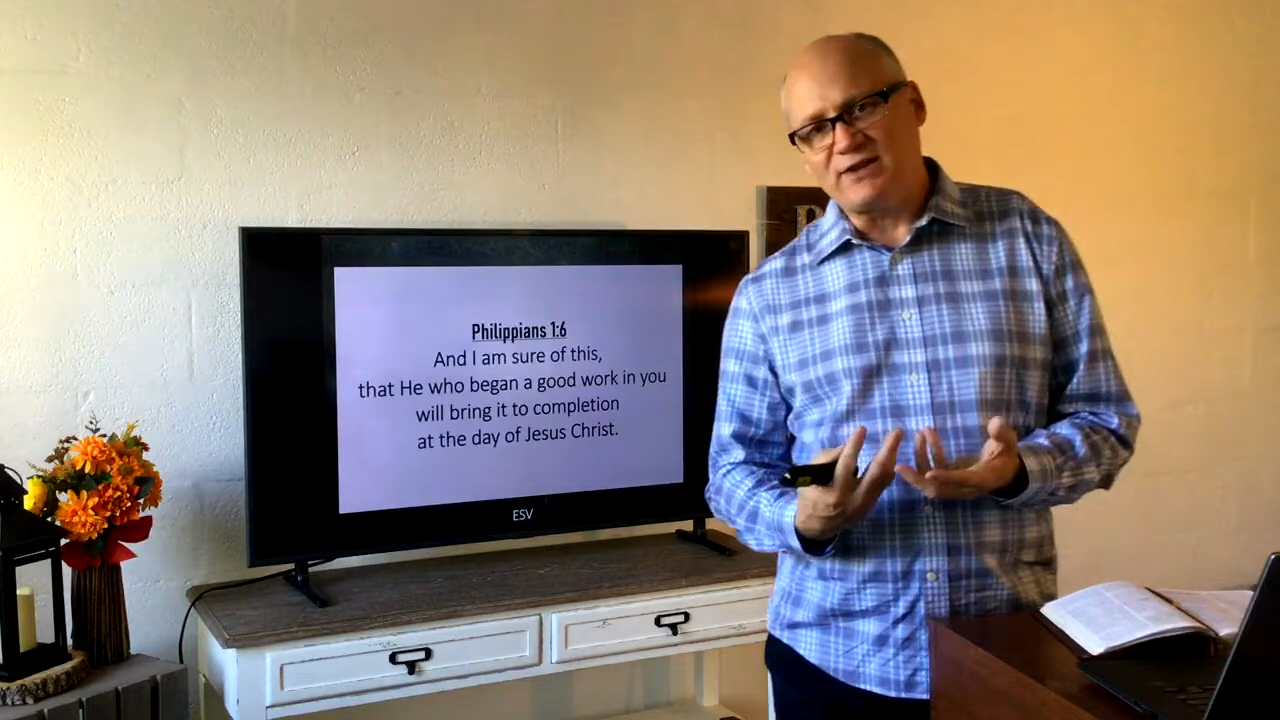 Philippians 1:6
And I am sure of this,
that He who began a good work in you
will bring it to completion
at the day of Jesus Christ.
ESV